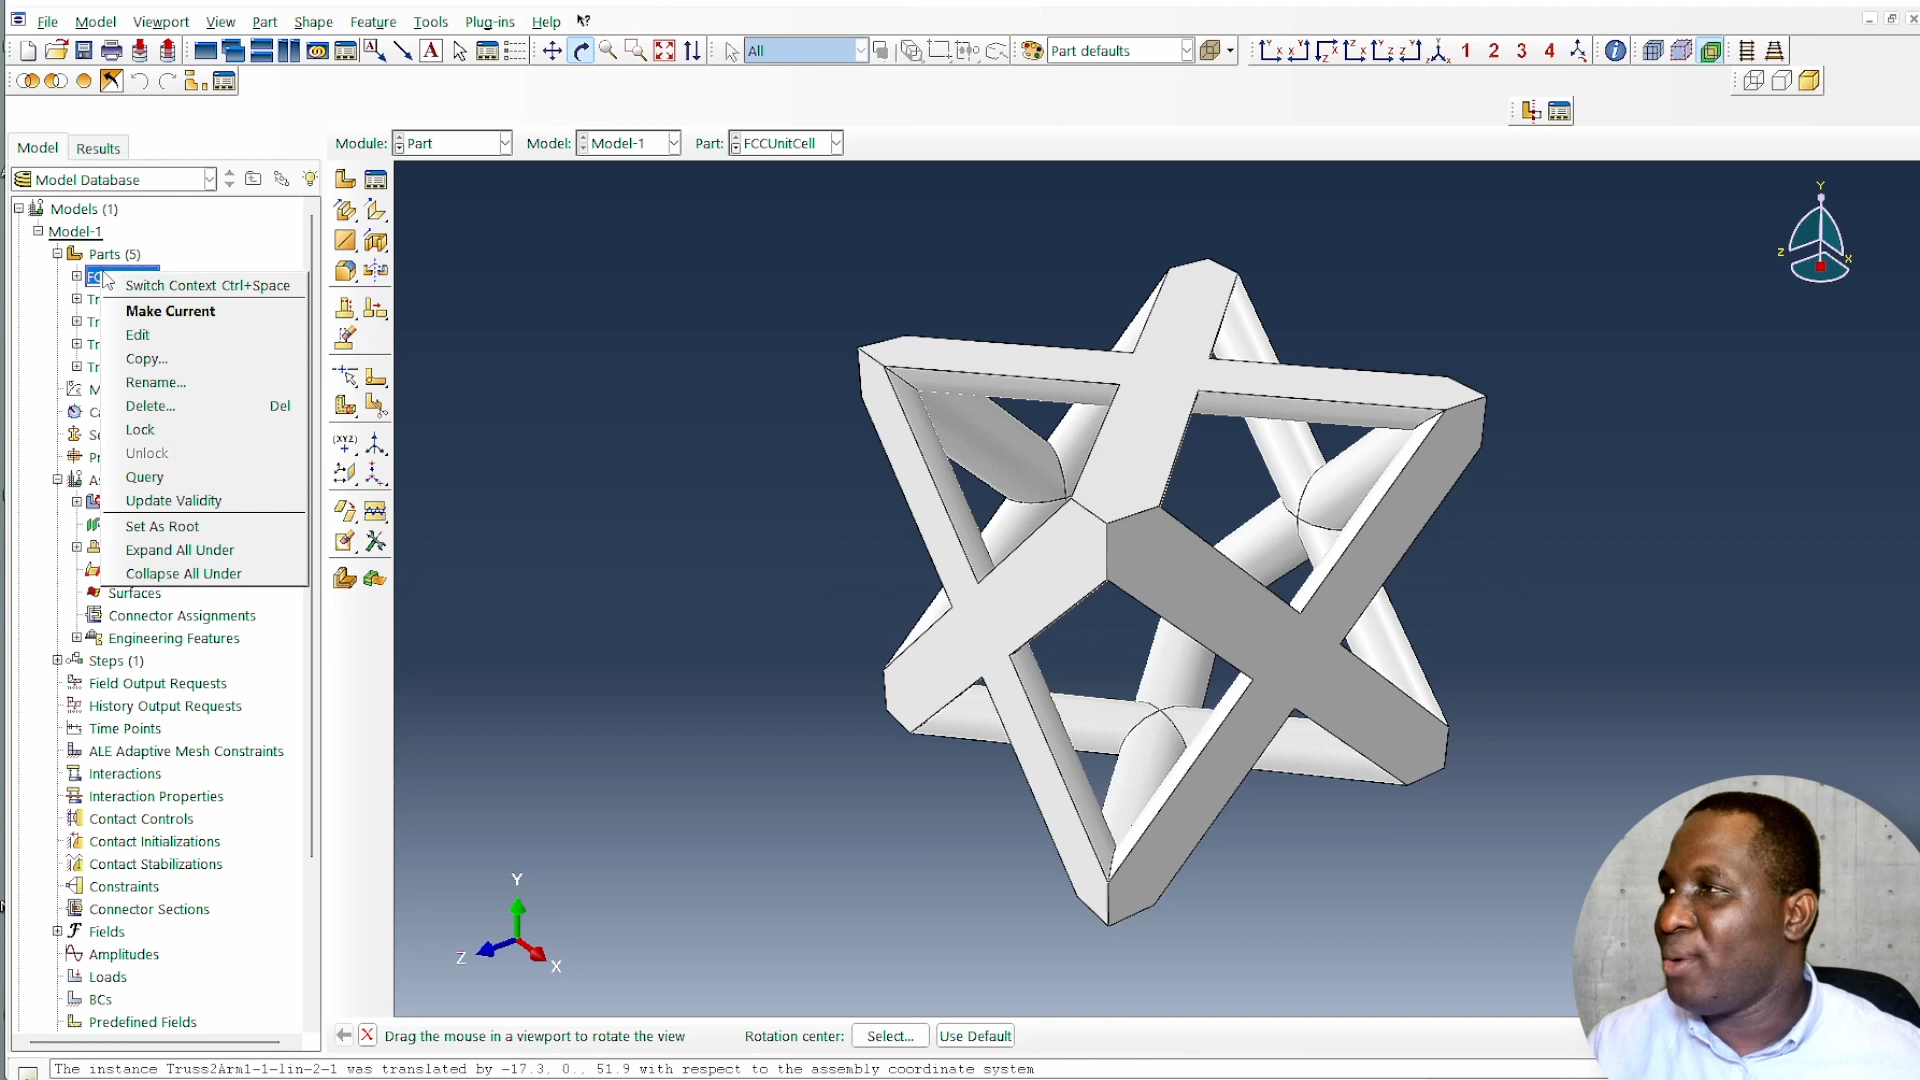 File Model Viewport View Part Shape Feature Tools Plug-ins Help
All Part defaults 1 2 3 4
Model Results Module: Part Model: Model-1 Part: FCCUnitCell
Model Database
Models (1)
Model-1
Parts (5)
Switch Context Ctrl+Space
Make Current
Edit
Copy...
Rename...
Delete... Del
Lock
Unlock
Query
Update Validity
Set As Root
Expand All Under
Collapse All Under
Surfaces
Connector Assignments
Engineering Features
Steps (1)
Field Output Requests
History Output Requests
Time Points
ALE Adaptive Mesh Constraints
Interactions
Interaction Properties
Contact Controls
Contact Initializations
Contact Stabilizations
Constraints
Connector Sections
Fields
Amplitudes
Loads
BCs
Predefined Fields
(XYZ)
Y
Z X
Y
Z
X
Drag the mouse in a viewport to rotate the view Rotation center: Select... Use Default
The instance Truss2Arm1-1-lin-2-1 was translated by -17.3, 0., 51.9 with respect to the assembly coordinate system